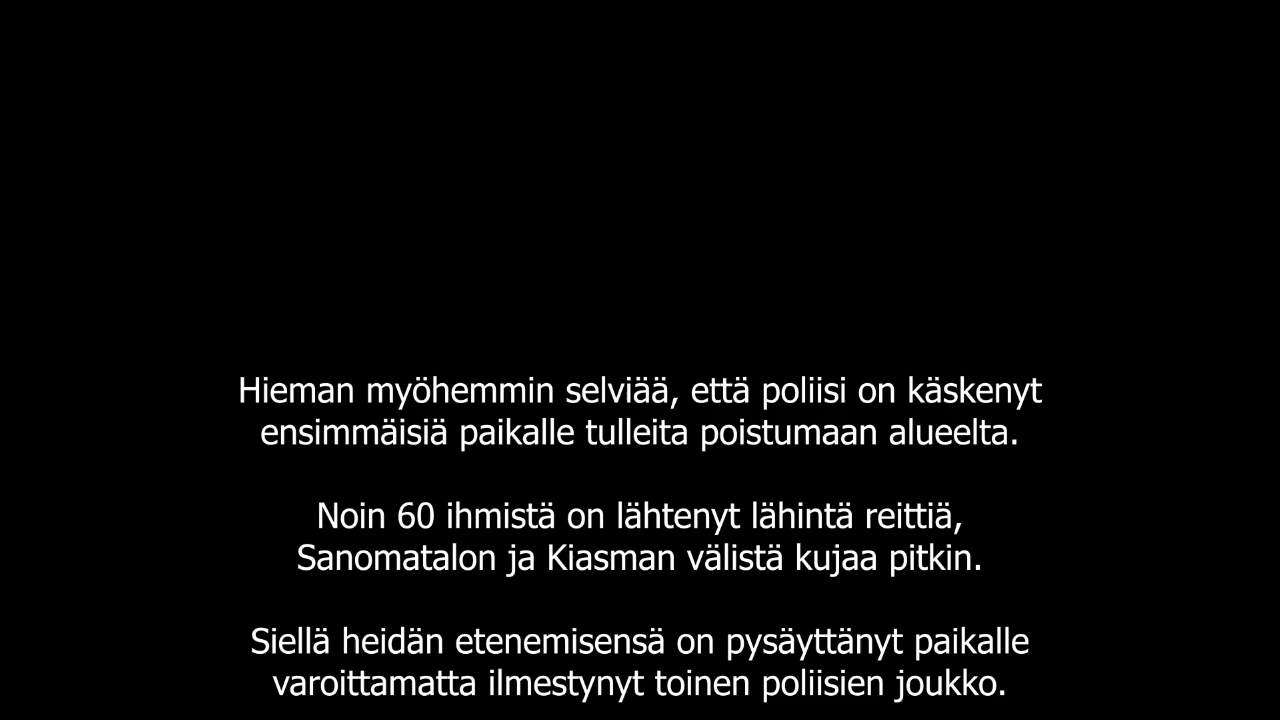 Hieman myöhemmin selviää, että poliisi on käskenyt
ensimmäisiä paikalle tulleita poistumaan alueelta.
Noin 60 ihmistä on lähtenyt lähintä reittiä,
Sanomatalon ja Kiasman välistä kujaa pitkin.
Siellä heidän etenemisensä on pysäyttänyt paikalle
varoittamatta ilmestynyt toinen poliisien joukko.